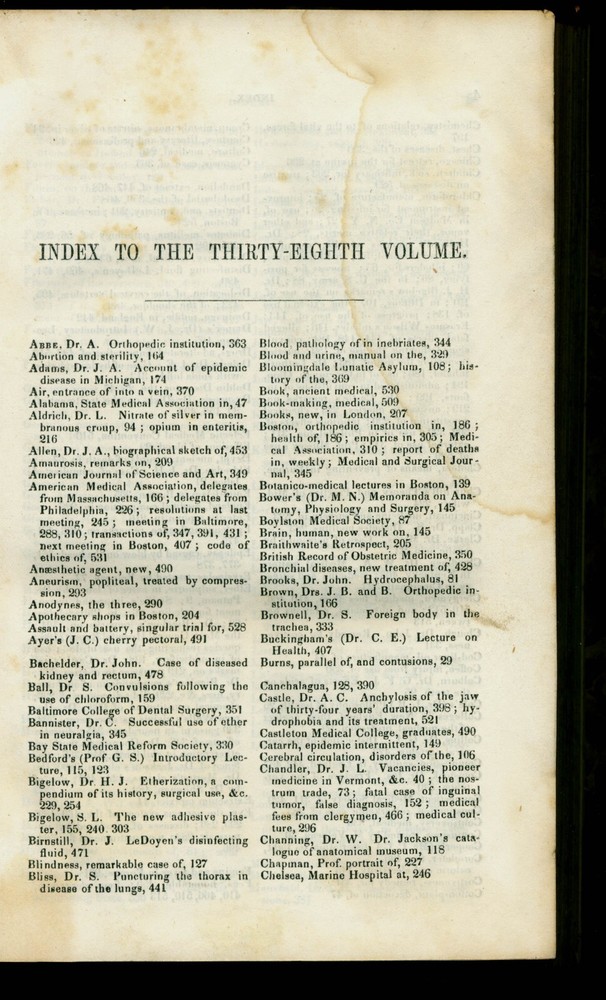 INDEX TO THE THIRTY-EIGHTH VOLUME.
ABBE, Dr. A. Orthopedic institution, 363
Abortion and sterility, 164
Adams, Dr. J. A. Account of epidemic
disease in Michigan, 174
Air, entrance of into a vein, 370
Alabama, State Medical Association in, 47
Aldrich, Dr. L. Nitrate of silver in mem-
branous croup, 94 ; opium in enteritis,
216
Allen, Dr. J. A., biographical sketch of, 453
Amaurosis, remarks on, 209
American Journal of Science and Art, 349
American Medical Association, delegates
from Massachusetts, 166 ; delegates from
Philadelphia, 226 ; resolutions at last
meeting, 245 ; meeting in Baltimore,
288, 310 ; transactions of, 347, 391, 431 ;
next meeting in Boston, 407 ; code of
ethics of, 531
Anæsthetic agent, new, 490
Aneurism, popliteal, treated by compres-
sion, 293
Anodynes, the three, 290
Apothecary shops in Boston, 204
Assault and battery, singular trial for, 528
Ayer's (J. C.) cherry pectoral, 491
Bachelder, Dr. John. Case of diseased
kidney and rectum, 478
Ball, Dr S. Convulsions following the
use of chloroform, 159
Baltimore College of Dental Surgery, 351
Bannister, Dr. C. Successful use of ether
in neuralgia, 345
Bay State Medical Reform Society, 330
Bedford's (Prof G. S.) Introductory Lec-
ture, 115, 123
Bigelow, Dr. H. J. Etherization, a com-
pendium of its history, surgical use, &c.
229, 254
Bigelow, S. L. The new adhesive plas-
ter, 155, 240. 303
Birnstill, Dr. J. LeDoyen's disinfecting
fluid, 471
Blindness, remarkable case of, 127
Bliss, Dr. S. Puncturing the thorax in
disease of the lungs, 441
Blood, pathology of in inebriates, 344
Blood and urine, manual on the, 329
Bloomingdale Lunatic Asylum, 108 ; his-
tory of the, 369
Book, ancient medical, 530
Book-making, medical, 509
Books, new, in London, 207
Boston, orthopedic institution in, 186 ;
health of, 186 ; empirics in, 305 ; Medi-
cal Association, 310 ; report of deaths
in, weekly ; Medical and Surgical Jour-
nal, 345
Botanico-medical lectures in Boston, 139
Bower's (Dr. M. N.) Memoranda on Ana-
tomy, Physiology and Surgery, 145
Boylston Medical Society, 87
Brain, human, new work on, 145
Braithwaite's Retrospect, 205
British Record of Obstetric Medicine, 350
Bronchial diseases, new treatment of, 428
Brooks, Dr. John. Hydrocephalus, 81
Brown, Drs. J. B. and B. Orthopedic in-
stitution, 166
Brownell, Dr. S. Foreign body in the
trachea, 333
Buckingham's (Dr. C. E.) Lecture on
Health, 407
Burns, parallel of, and contusions, 29
Canchalagua, 128, 390
Castle, Dr. A. C. Anchylosis of the jaw
of thirty-four years' duration, 398 ; hy-
drophobia and its treatment, 521
Castleton Medical College, graduates, 490
Catarrh, epidemic intermittent, 149
Cerebral circulation, disorders of the, 106
Chandler, Dr. J. L. Vacancies, pioneer
medicine in Vermont, &c. 40 ; the nos-
trum trade, 73 ; fatal case of inguinal
tumor, false diagnosis, 152 ; medical
fees from clergymen, 466 ; medical cul-
ture, 296
Channing, Dr. W. Dr. Jackson's cata-
logue of anatomical museum, 118
Chapman, Prof. portrait of, 227
Chelsea, Marine Hospital at, 246